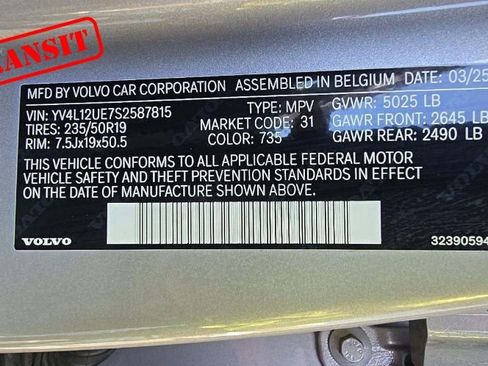 TRANSIT
MFD BY VOLVO CAR CORPORATION ASSEMBLED IN BELGIUM DATE: 03/25
VIN: YV4L12UE7S2587815 TYPE: MPV GVWR: 5025 LB
TIRES: 235/50R19 MARKET CODE: 31 GAWR FRONT: 2645 LB
RIM: 7.5Jx19x50.5 COLOR: 735 GAWR REAR: 2490 LB
THIS VEHICLE CONFORMS TO ALL APPLICABLE FEDERAL MOTOR
VEHICLE SAFETY AND THEFT PREVENTION STANDARDS IN EFFECT
ON THE DATE OF MANUFACTURE SHOWN ABOVE.
VOLVO 32390594